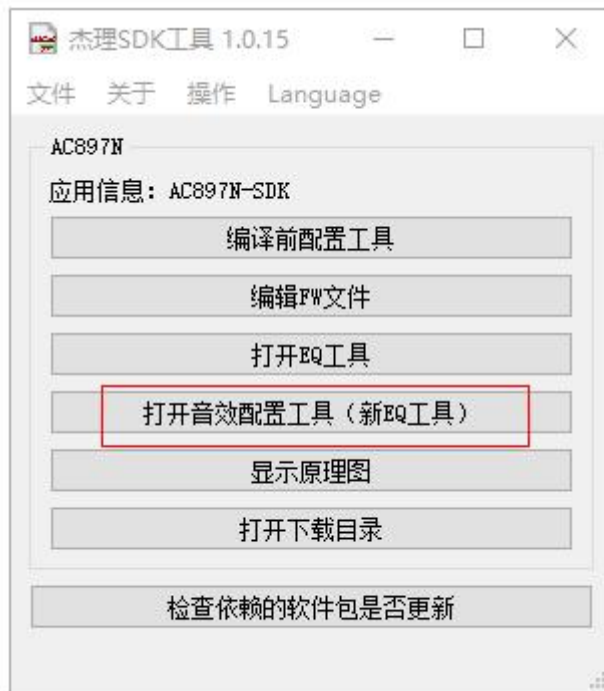 杰理SDK工具 1.0.15
文件 关于 操作 Language
AC897N
应用信息：AC897N-SDK
编译前配置工具
编辑FW文件
打开EQ工具
打开音效配置工具（新EQ工具）
显示原理图
打开下载目录
检查依赖的软件包是否更新